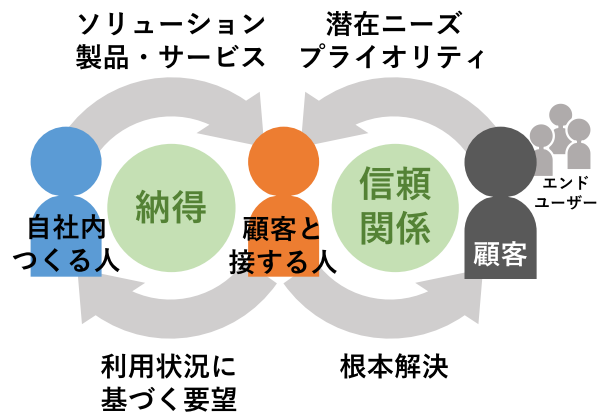 ソリューション
製品・サービス
潜在ニーズ
プライオリティ
自社内
つくる人
納得
顧客と
接する人
信頼
関係
顧客
エンド
ユーザー
利用状況に
基づく要望
根本解決